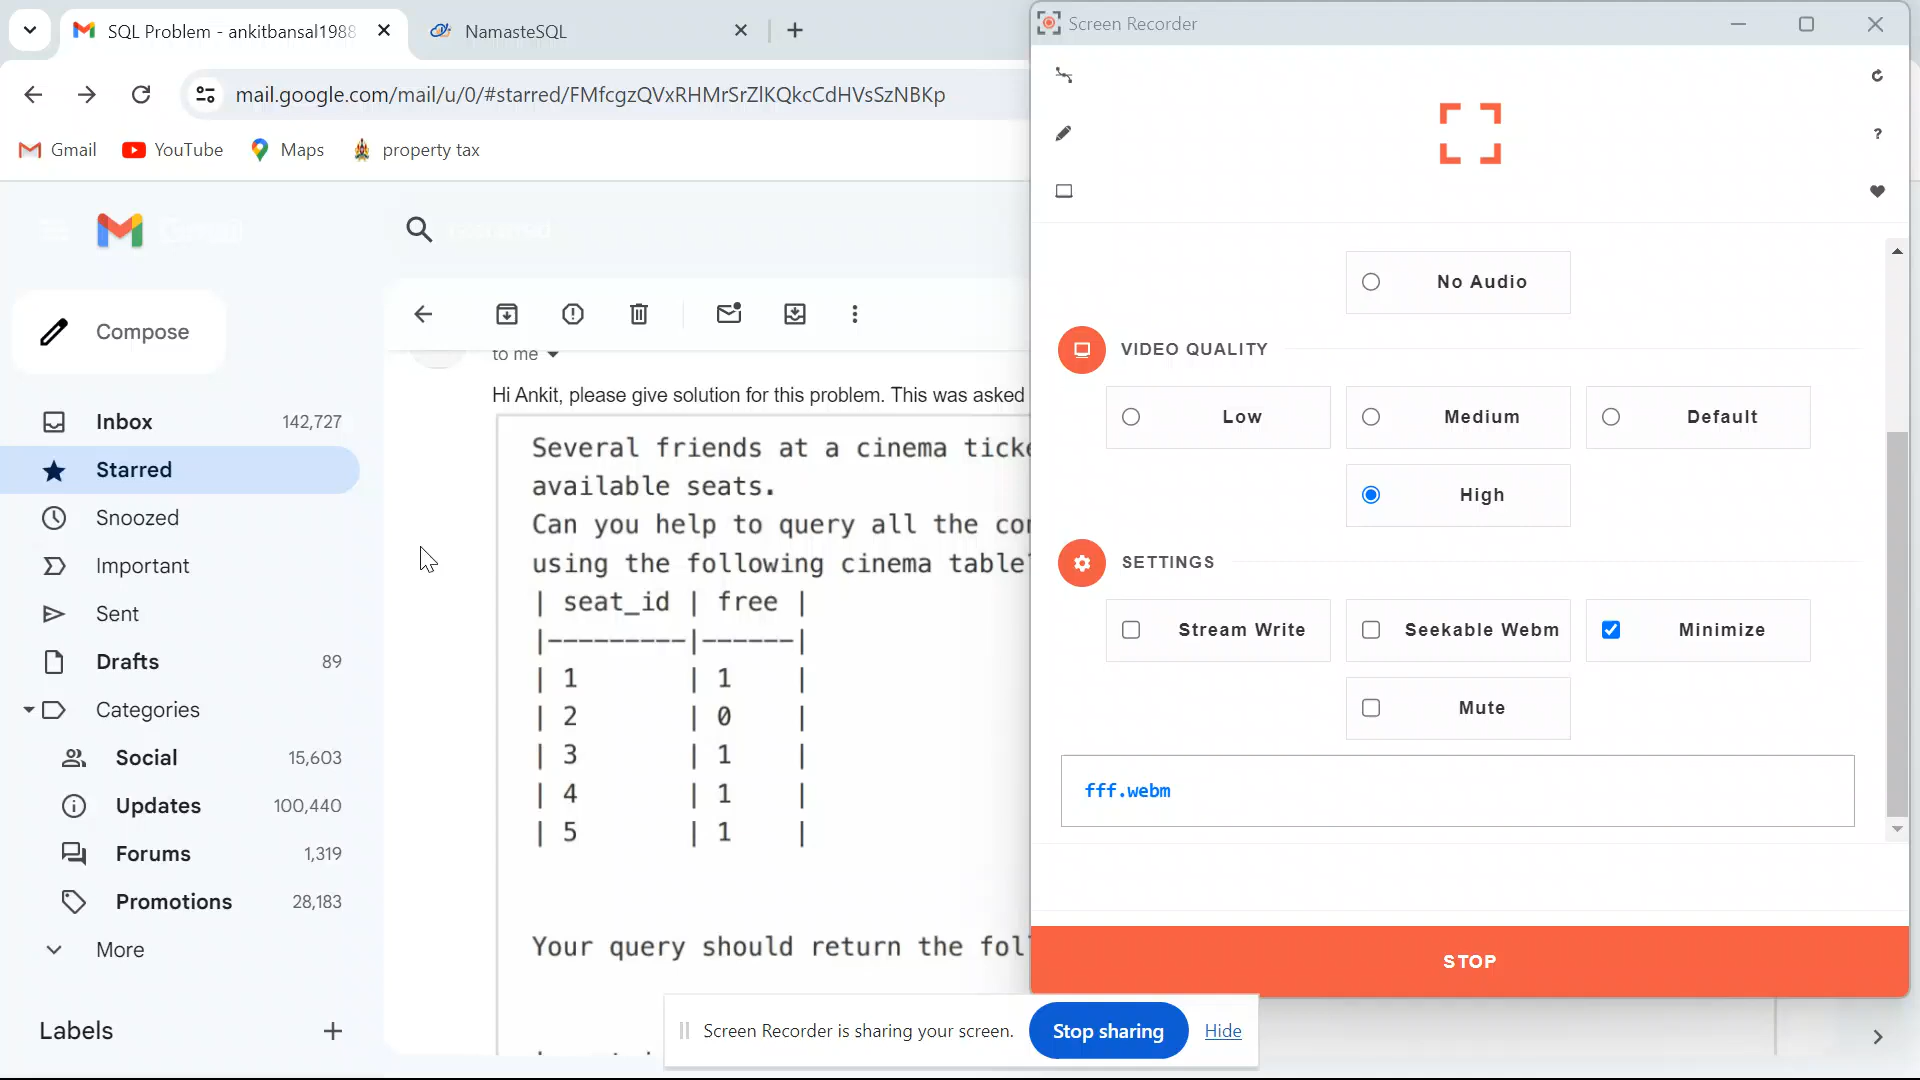 SQL Problem - ankitbansal1988
NamasteSQL
mail.google.com/mail/u/0/#starred/FMfcgzQVxRHMrSrZlKQkcCdHVsSzNBKp
Gmail
YouTube
Maps
property tax
Gmail
Compose
Inbox 142,727
Starred
Snoozed
Important
Sent
Drafts 89
Categories
Social 15,603
Updates 100,440
Forums 1,319
Promotions 28,183
More
Labels
to me
Hi Ankit, please give solution for this problem. This was asked
Several friends at a cinema ticke
available seats.
Can you help to query all the con
using the following cinema table
| seat_id | free |
|---------|------|
| 1 | 1 |
| 2 | 0 |
| 3 | 1 |
| 4 | 1 |
| 5 | 1 |
Your query should return the fol
Screen Recorder
?
No Audio
VIDEO QUALITY
Low
Medium
Default
High
SETTINGS
Stream Write
Seekable Webm
Minimize
Mute
fff.webm
STOP
Screen Recorder is sharing your screen.
Stop sharing
Hide